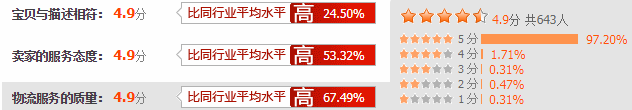 宝贝与描述相符： 4.9分 比同行业平均水平 高 24.50%
卖家的服务态度： 4.9分 比同行业平均水平 高 53.32%
物流服务的质量： 4.9分 比同行业平均水平 高 67.49%
4.9分 共643人
5 分 97.20%
4 分 1.71%
3 分 0.31%
2 分 0.47%
1 分 0.31%